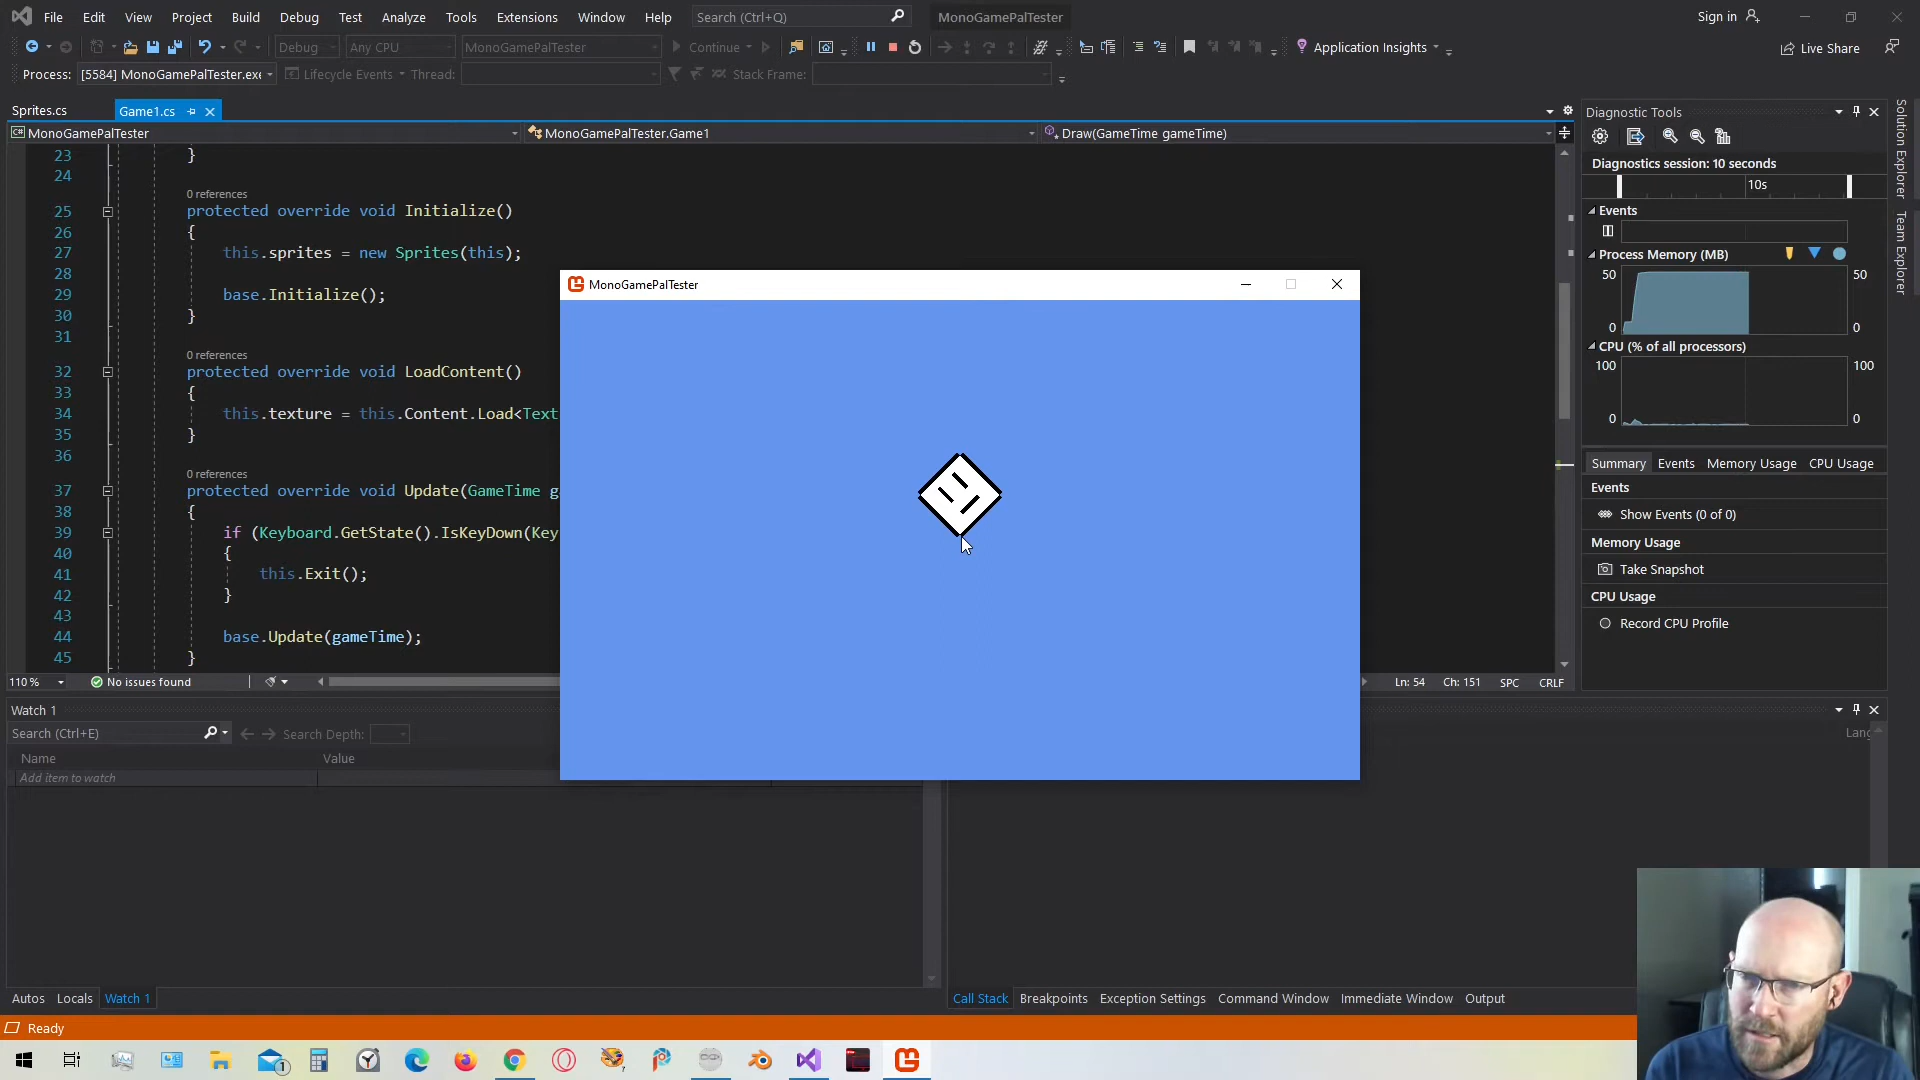 File Edit View Project Build Debug Test Analyze Tools Extensions Window Help Search (Ctrl+Q) MonoGamePalTester Sign in
Debug Any CPU MonoGamePalTester Continue Application Insights Live Share
Process: [5584] MonoGamePalTester.exe Lifecycle Events Thread: Stack Frame:
Sprites.cs Game1.cs
MonoGamePalTester MonoGamePalTester.Game1 Draw(GameTime gameTime)
23 }
24
0 references
25 protected override void Initialize()
26 {
27 this.sprites = new Sprites(this);
28
29 base.Initialize();
30 }
31
0 references
32 protected override void LoadContent()
33 {
34 this.texture = this.Content.Load<Text
35 }
36
0 references
37 protected override void Update(GameTime g
38 {
39 if (Keyboard.GetState().IsKeyDown(Key
40 {
41 this.Exit();
42 }
43
44 base.Update(gameTime);
45 }
110 % No issues found Ln: 54 Ch: 151 SPC CRLF
MonoGamePalTester
Diagnostic Tools
Diagnostics session: 10 seconds
10s
Events
Process Memory (MB)
50 50
0 0
CPU (% of all processors)
100 100
0 0
Summary Events Memory Usage CPU Usage
Events
Show Events (0 of 0)
Memory Usage
Take Snapshot
CPU Usage
Record CPU Profile
Solution Explorer
Team Explorer
Watch 1
Search (Ctrl+E) Search Depth:
Name Value
Add item to watch
Lang
Autos Locals Watch 1
Call Stack Breakpoints Exception Settings Command Window Immediate Window Output
Ready
1